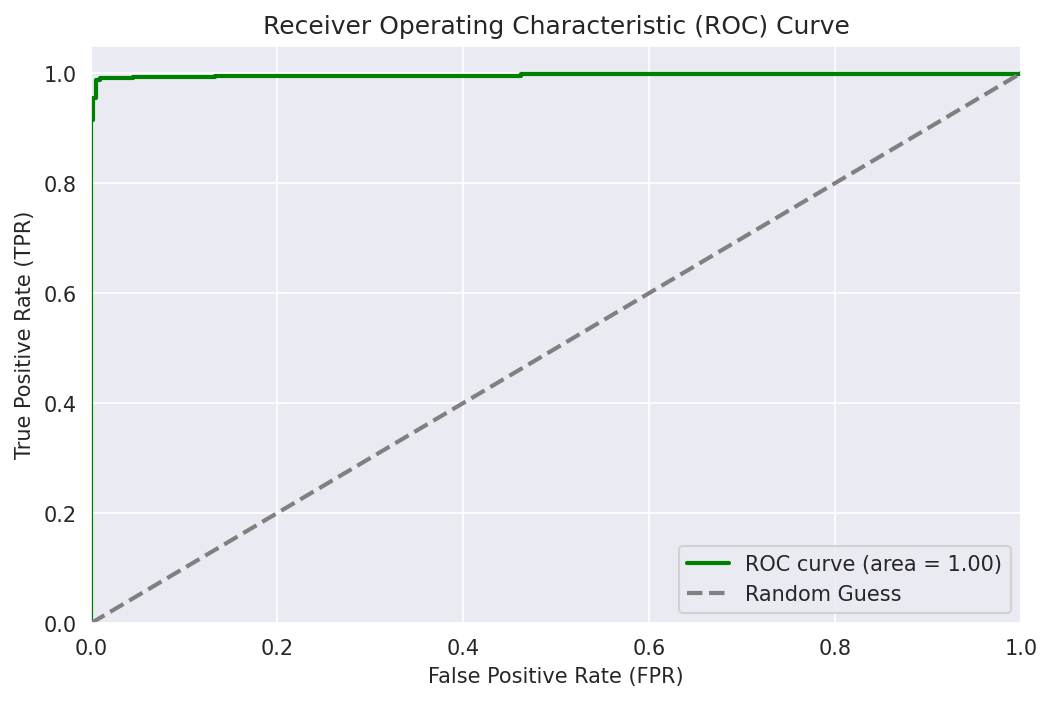 Receiver Operating Characteristic (ROC) Curve
1.0
0.8
0.6
0.4
0.2
0.0
True Positive Rate (TPR)
ROC curve (area = 1.00)
Random Guess
0.0 0.2 0.4 0.6 0.8 1.0
False Positive Rate (FPR)